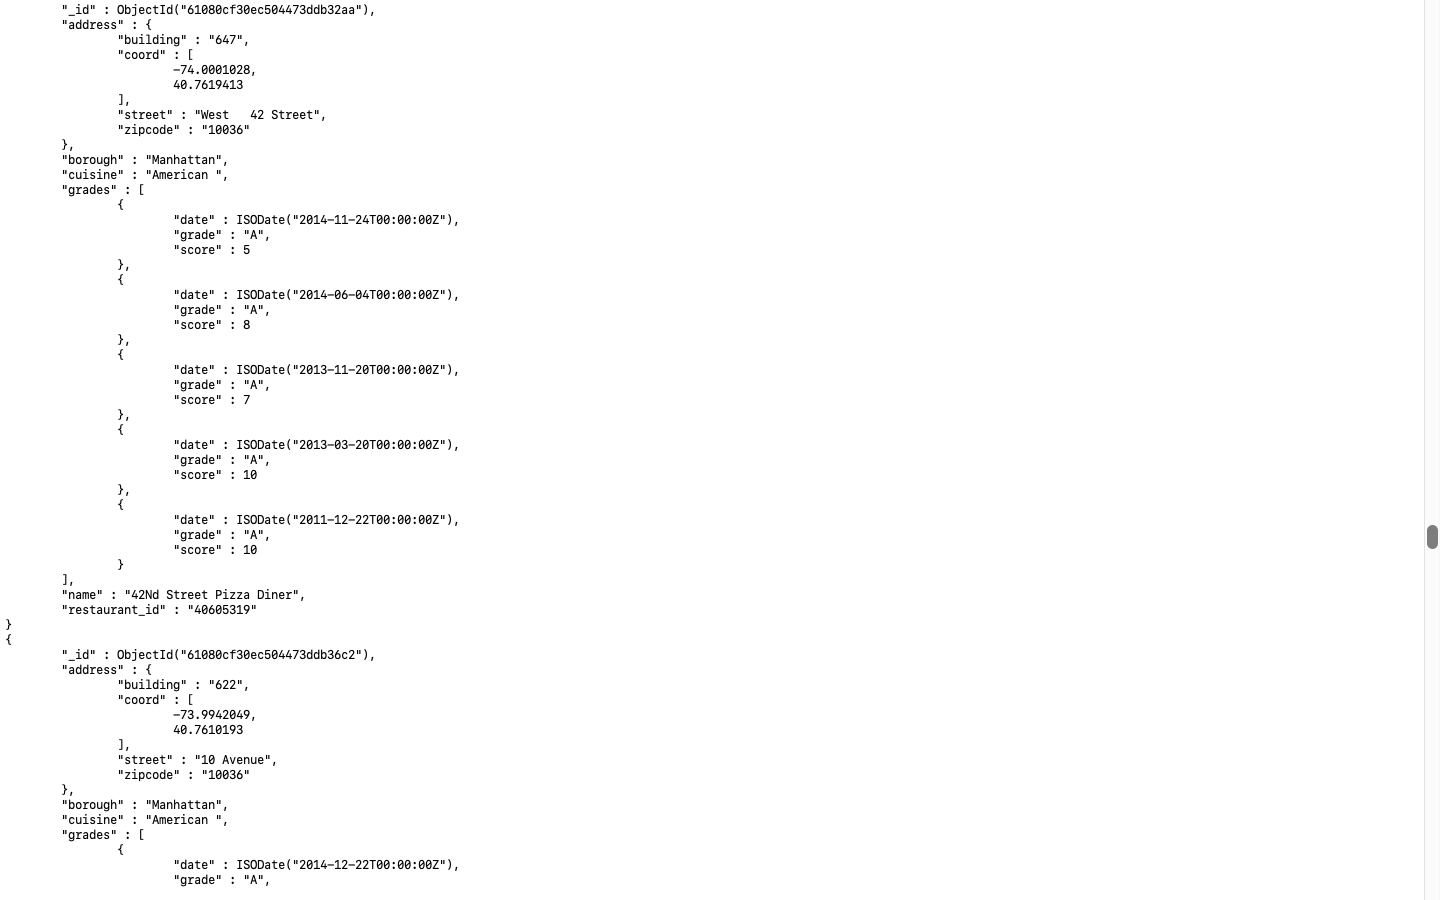 "_id" : ObjectId("61080cf30ec504473ddb32aa"),
"address" : {
"building" : "647",
"coord" : [
-74.0001028,
40.7619413
],
"street" : "West   42 Street",
"zipcode" : "10036"
},
"borough" : "Manhattan",
"cuisine" : "American ",
"grades" : [
{
"date" : ISODate("2014-11-24T00:00:00Z"),
"grade" : "A",
"score" : 5
},
{
"date" : ISODate("2014-06-04T00:00:00Z"),
"grade" : "A",
"score" : 8
},
{
"date" : ISODate("2013-11-20T00:00:00Z"),
"grade" : "A",
"score" : 7
},
{
"date" : ISODate("2013-03-20T00:00:00Z"),
"grade" : "A",
"score" : 10
},
{
"date" : ISODate("2011-12-22T00:00:00Z"),
"grade" : "A",
"score" : 10
}
],
"name" : "42Nd Street Pizza Diner",
"restaurant_id" : "40605319"
}
{
"_id" : ObjectId("61080cf30ec504473ddb36c2"),
"address" : {
"building" : "622",
"coord" : [
-73.9942049,
40.7610193
],
"street" : "10 Avenue",
"zipcode" : "10036"
},
"borough" : "Manhattan",
"cuisine" : "American ",
"grades" : [
{
"date" : ISODate("2014-12-22T00:00:00Z"),
"grade" : "A",